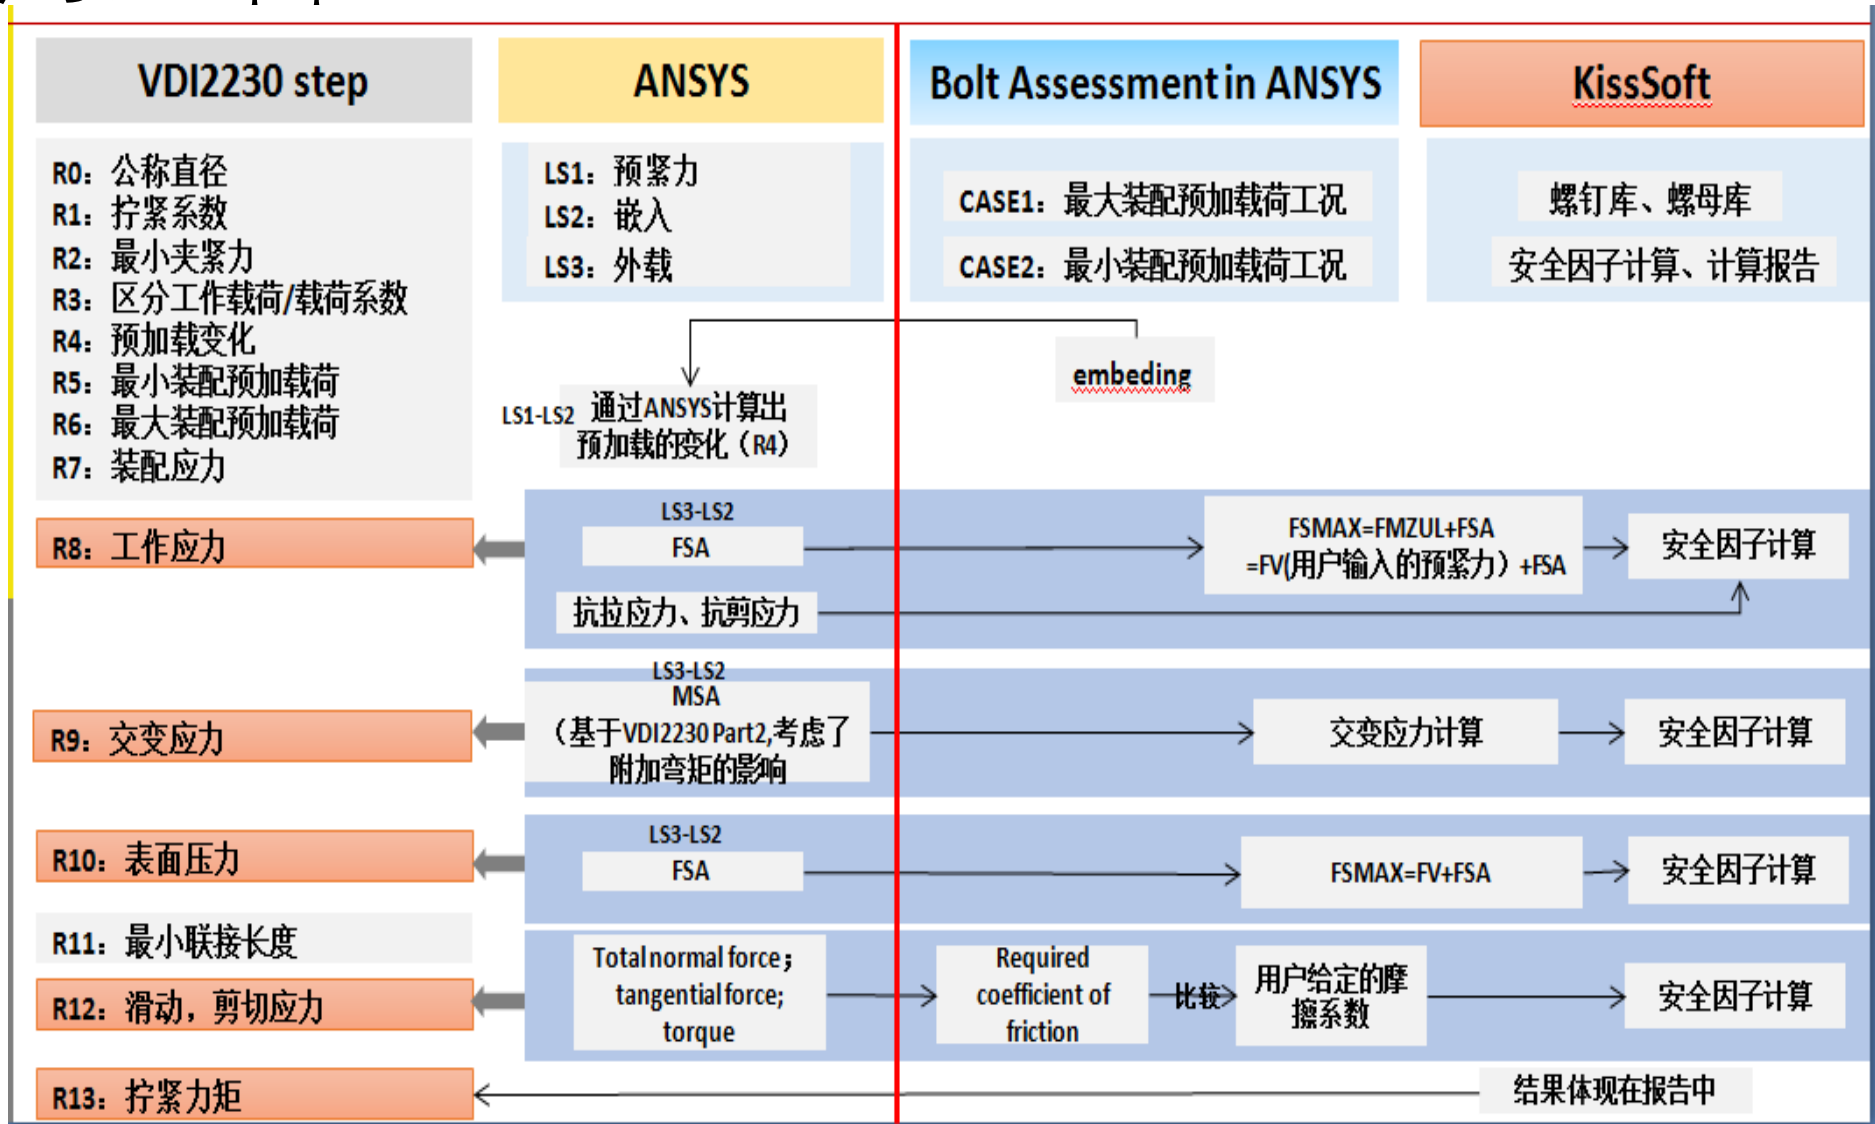 VDI2230 step
ANSYS
Bolt Assessment in ANSYS
KissSoft
R0：公称直径
R1：拧紧系数
R2：最小夹紧力
R3：区分工作载荷/载荷系数
R4：预加载变化
R5：最小装配预加载荷
R6：最大装配预加载荷
R7：装配应力
LS1：预紧力
LS2：嵌入
LS3：外载
CASE1：最大装配预加载荷工况
CASE2：最小装配预加载荷工况
螺钉库、螺母库
安全因子计算、计算报告
embeding
LS1-LS2
通过ANSYS计算出
预加载的变化（R4）
R8：工作应力
LS3-LS2
FSA
FSMAX=FMZUL+FSA
=FV(用户输入的预紧力）+FSA
安全因子计算
抗拉应力、抗剪应力
R9：交变应力
LS3-LS2
MSA
（基于VDI2230 Part2,考虑了
附加弯矩的影响
交变应力计算
安全因子计算
R10：表面压力
LS3-LS2
FSA
FSMAX=FV+FSA
安全因子计算
R11：最小联接长度
R12：滑动，剪切应力
Total normal force；
tangential force;
torque
Required
coefficient of
friction
比较
用户给定的摩
擦系数
安全因子计算
R13：拧紧力矩
结果体现在报告中